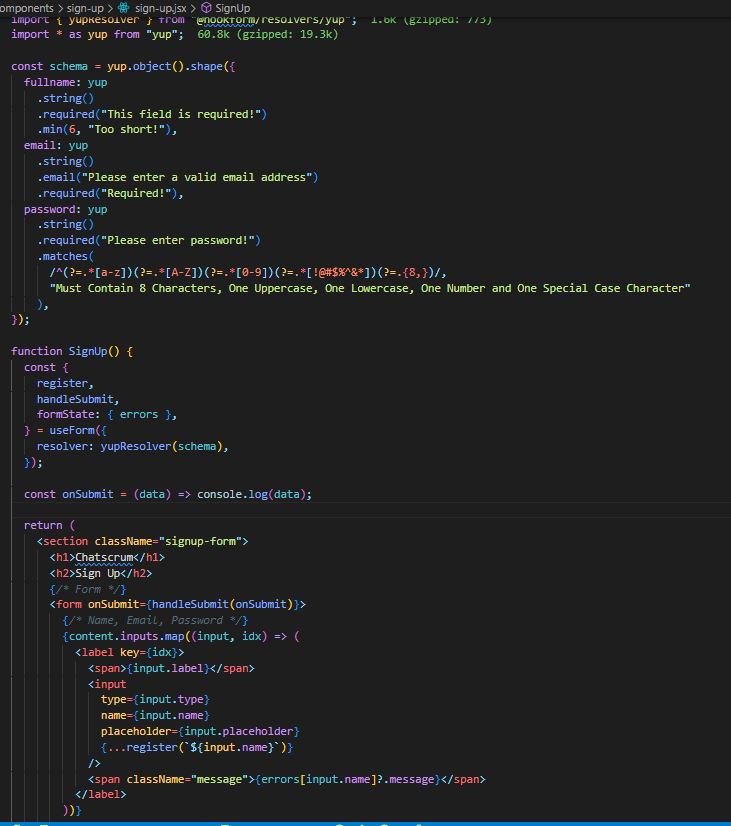 omponents > sign-up > sign-up.jsx > SignUp
import { yupResolver } from "@hookform/resolvers/yup";  1.6k (gzipped: 773)
import * as yup from "yup";  60.8k (gzipped: 19.3k)
const schema = yup.object().shape({
  fullname: yup
    .string()
    .required("This field is required!")
    .min(6, "Too short!"),
  email: yup
    .string()
    .email("Please enter a valid email address")
    .required("Required!"),
  password: yup
    .string()
    .required("Please enter password!")
    .matches(
      /^(?=.*[a-z])(?=.*[A-Z])(?=.*[0-9])(?=.*[!@#$%^&*])(?=.{8,})/,
      "Must Contain 8 Characters, One Uppercase, One Lowercase, One Number and One Special Case Character"
    ),
});
function SignUp() {
  const {
    register,
    handleSubmit,
    formState: { errors },
  } = useForm({
    resolver: yupResolver(schema),
  });
  const onSubmit = (data) => console.log(data);
  return (
    <section className="signup-form">
      <h1>Chatscrum</h1>
      <h2>Sign Up</h2>
      {/* Form */}
      <form onSubmit={handleSubmit(onSubmit)}>
        {/* Name, Email, Password */}
        {content.inputs.map((input, idx) => (
          <label key={idx}>
            <span>{input.label}</span>
            <input
              type={input.type}
              name={input.name}
              placeholder={input.placeholder}
              {...register(`${input.name}`)}
            />
            <span className="message">{errors[input.name]?.message}</span>
          </label>
        ))}